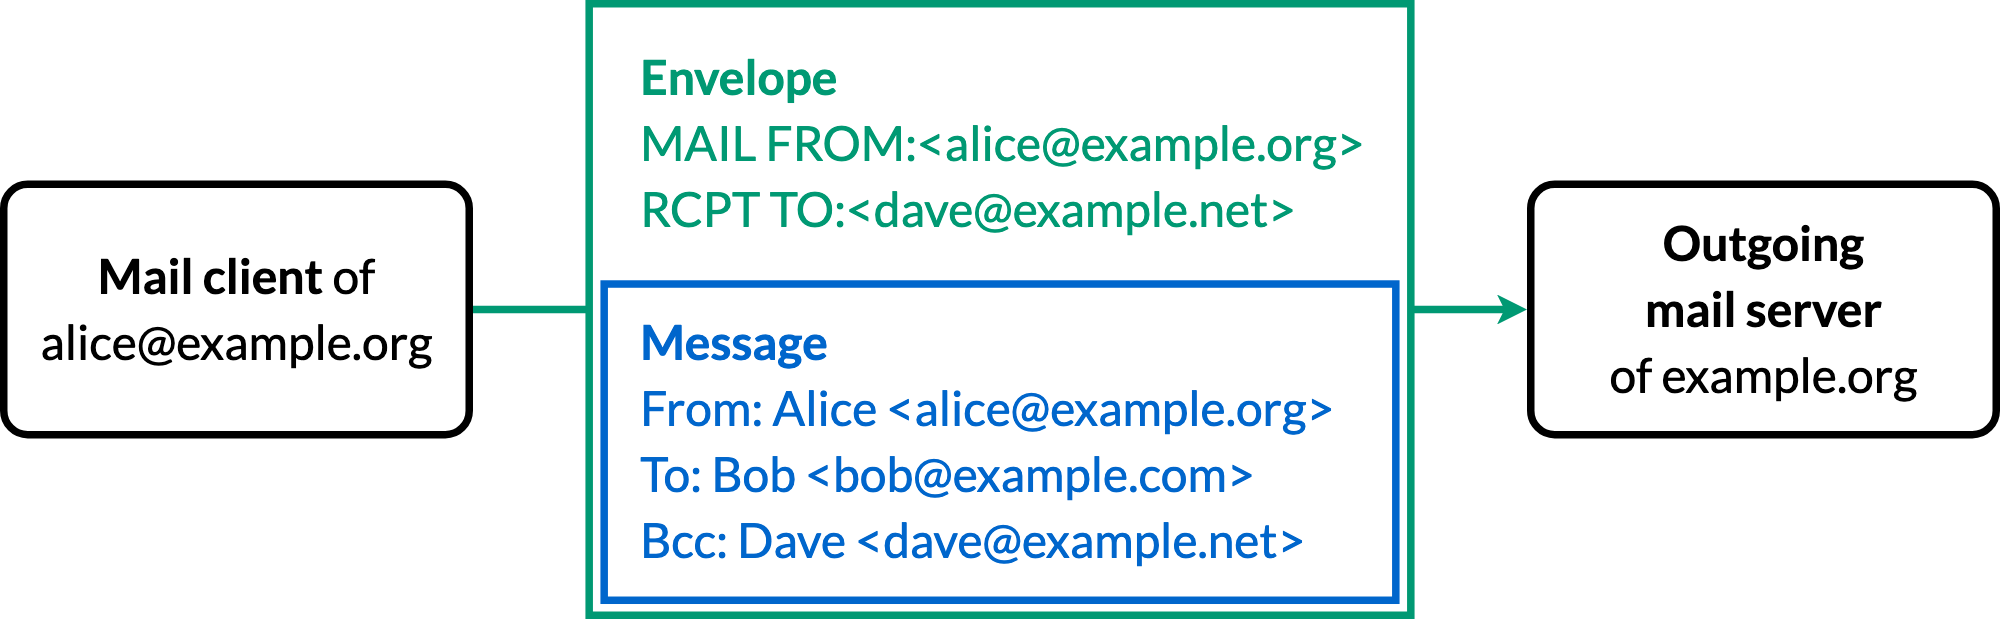 Mail client of
alice@example.org
Envelope
MAIL FROM:<alice@example.org>
RCPT TO:<dave@example.net>
Message
From: Alice <alice@example.org>
To: Bob <bob@example.com>
Bcc: Dave <dave@example.net>
Outgoing
mail server
of example.org